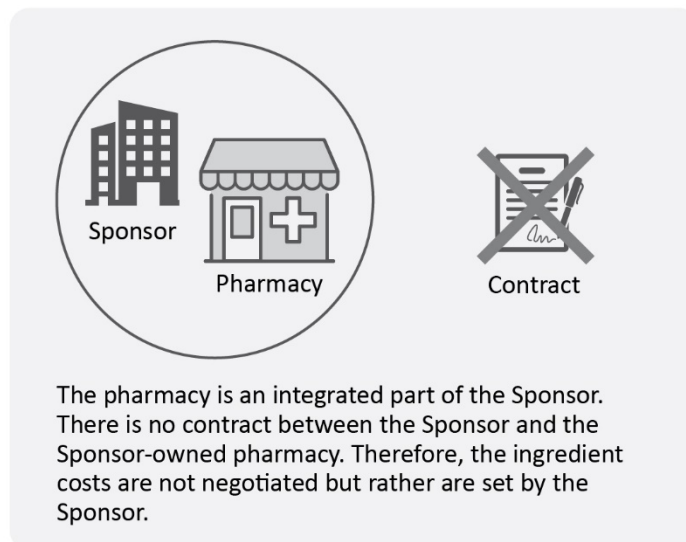 Sponsor
Pharmacy
Contract
The pharmacy is an integrated part of the Sponsor.
There is no contract between the Sponsor and the
Sponsor-owned pharmacy. Therefore, the ingredient
costs are not negotiated but rather are set by the
Sponsor.